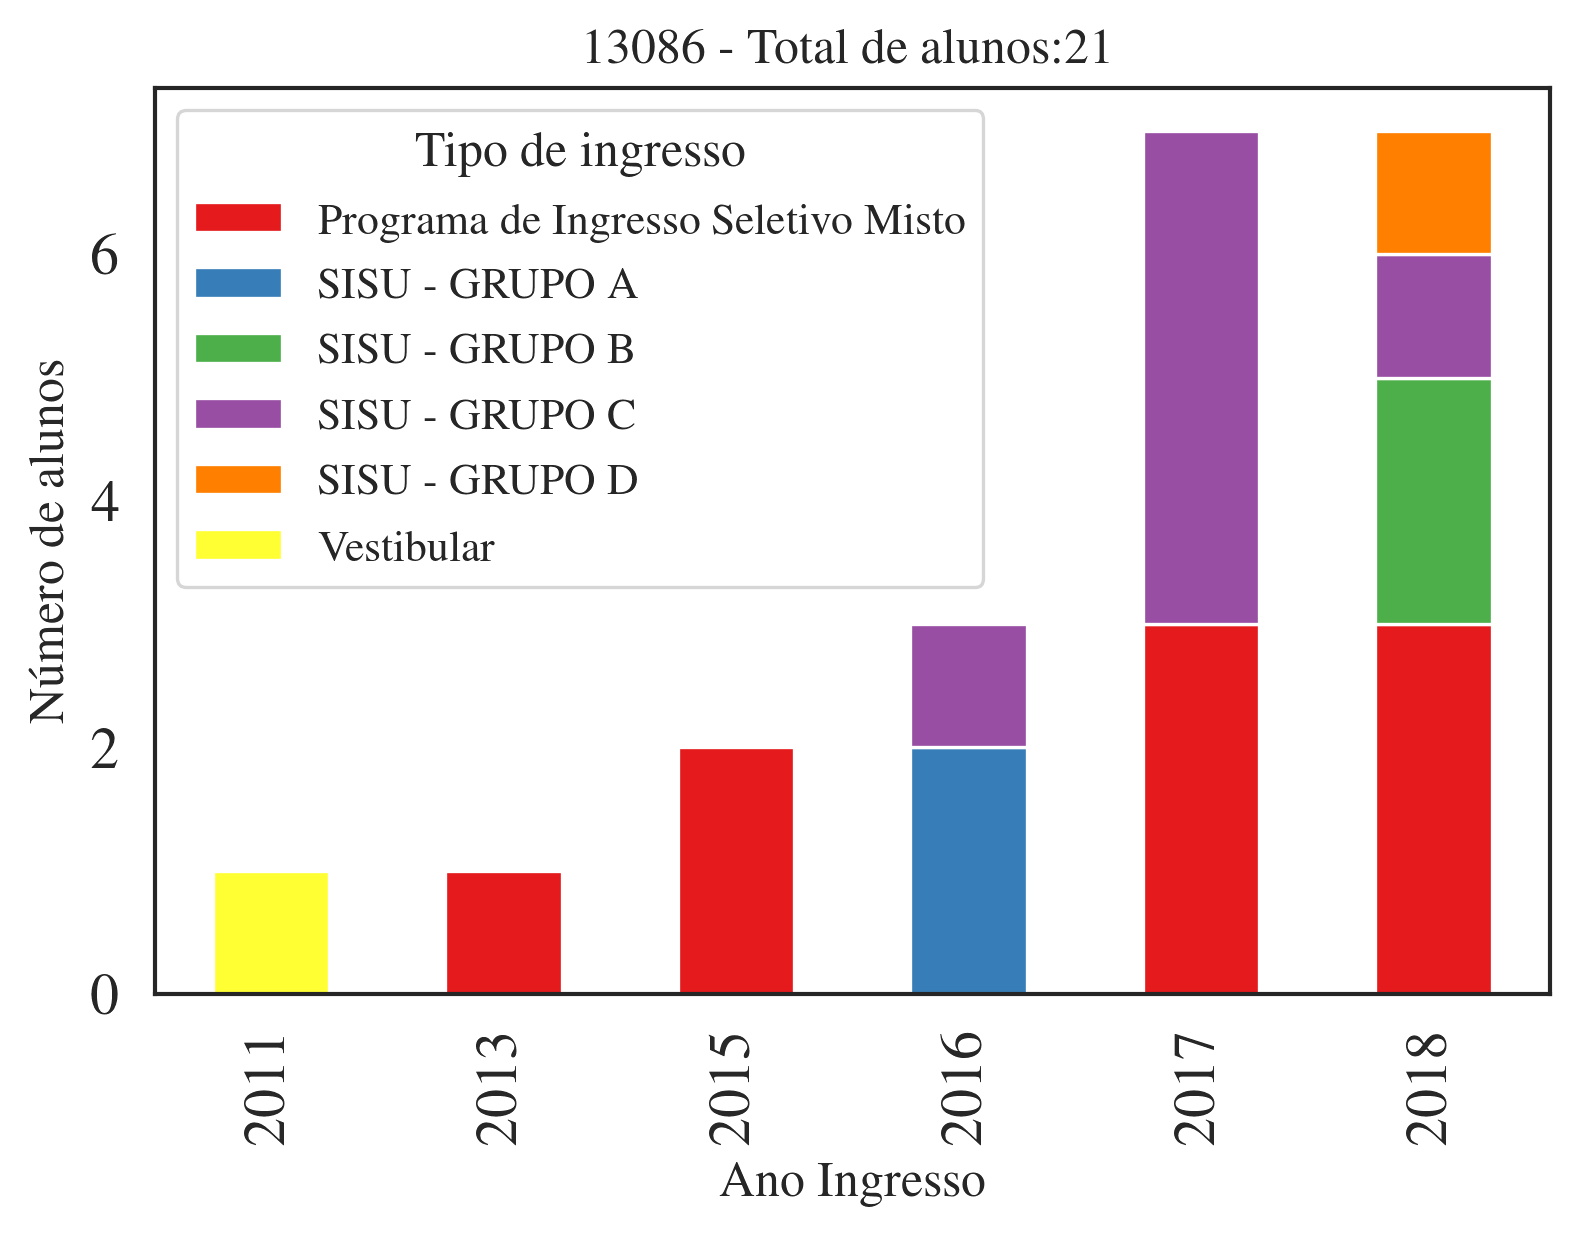 13086 - Total de alunos:21
Tipo de ingresso
Programa de Ingresso Seletivo Misto
SISU - GRUPO A
SISU - GRUPO B
SISU - GRUPO C
SISU - GRUPO D
Vestibular
Número de alunos
6
4
2
0
2011
2013
2015
2016
2017
2018
Ano Ingresso